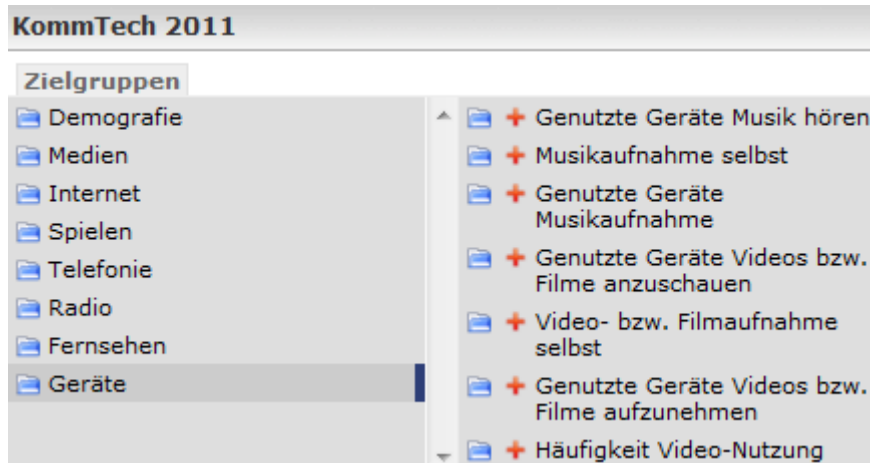 KommTech 2011
Zielgruppen
Demografie
Medien
Internet
Spielen
Telefonie
Radio
Fernsehen
Geräte
Genutzte Geräte Musik hören
Musikaufnahme selbst
Genutzte Geräte
Musikaufnahme
Genutzte Geräte Videos bzw.
Filme anzuschauen
Video- bzw. Filmaufnahme
selbst
Genutzte Geräte Videos bzw.
Filme aufzunehmen
Häufigkeit Video-Nutzung